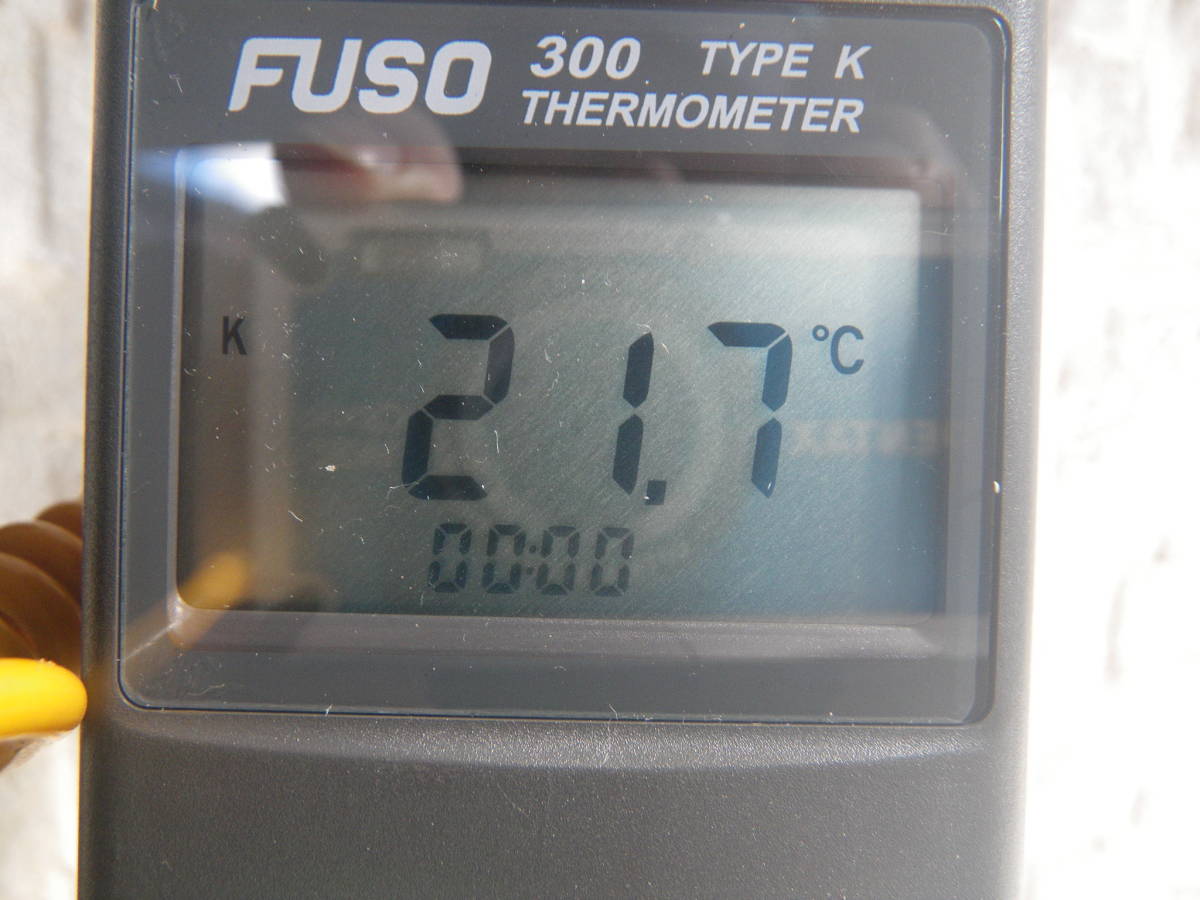 FUSO 300 TYPE K
THERMOMETER
K 21.7 °C
00:00